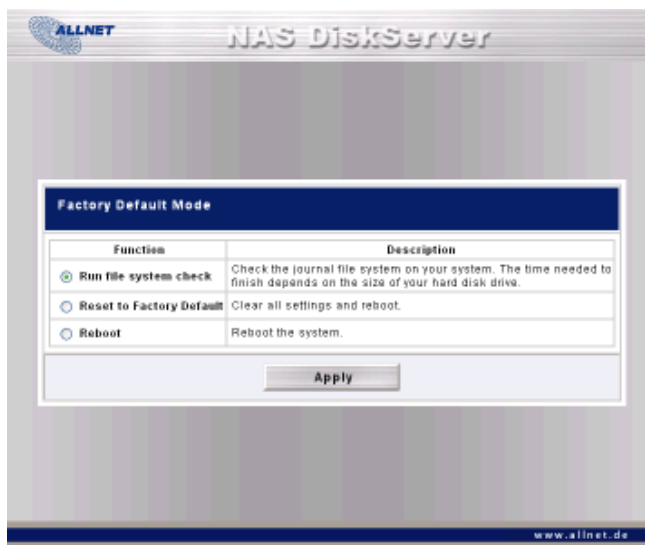 ALLNET
NAS DiskServer
Factory Default Mode
Function Description
Run file system check Check the journal file system on your system. The time needed to
finish depends on the size of your hard disk drive.
Reset to Factory Default Clear all settings and reboot.
Reboot Reboot the system.
Apply
www.allnet.de